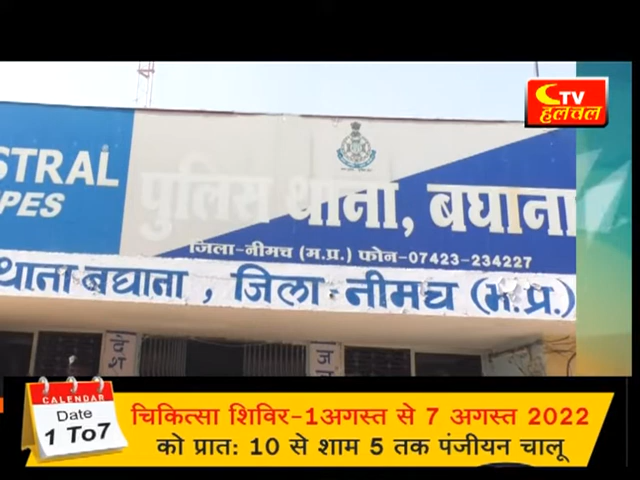 TV
हलचल
STRAL
PES
पुलिस थाना, बघाना
जिला-नीमच (म.प्र.) फोन-07423-234227
थाना बघाना, जिला नीमच (म.प्र.)
CALENDAR
Date
1 To7
चिकित्सा शिविर-1अगस्त से 7 अगस्त 2022
को प्रात: 10 से शाम 5 तक पंजीयन चालू